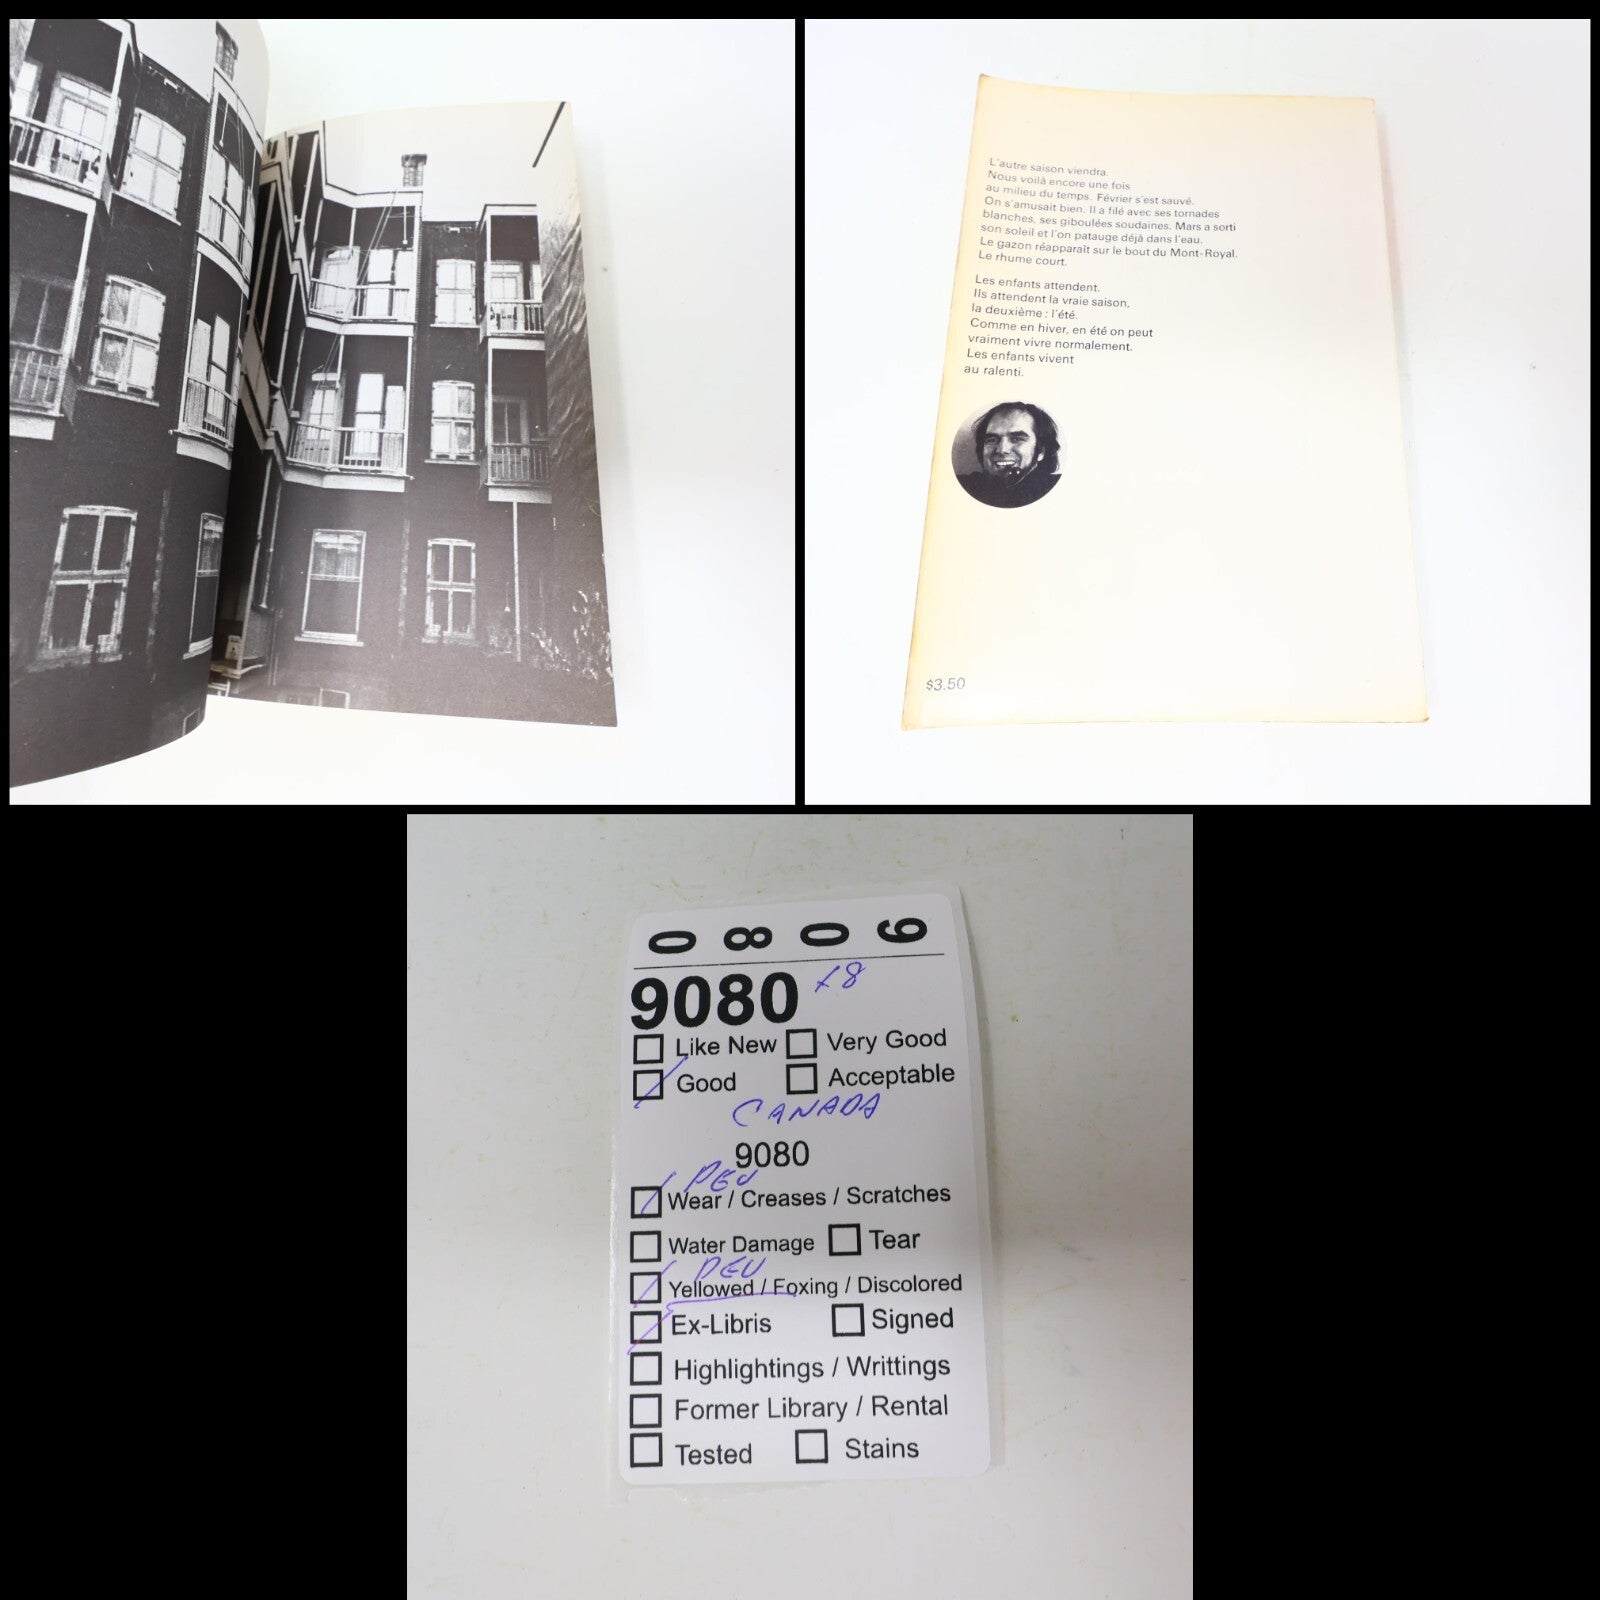 L'autre saison viendra.
Nous voilà encore une fois
au milieu du temps. Février s'est sauvé.
On s'amusait bien. Il a filé avec ses tornades
blanches, ses giboulées soudaines. Mars a sorti
son soleil et l'on patauge déjà dans l'eau.
Le gazon réapparaît sur le bout du Mont-Royal.
Le rhume court.
Les enfants attendent.
Ils attendent la vraie saison,
la deuxième : l'été.
Comme en hiver, en été on peut
vraiment vivre normalement.
Les enfants vivent
au ralenti.
$3.50
9080
9080
Like New Very Good
Good Acceptable
CANADA
9080
PEU
Wear / Creases / Scratches
Water Damage Tear
PEU
Yellowed / Foxing / Discolored
Ex-Libris Signed
Highlightings / Writtings
Former Library / Rental
Tested Stains